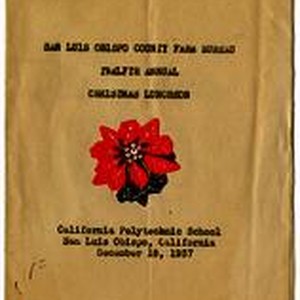 SAN LUIS OBISPO COUNTY FARM BUREAU
TWELFTH ANNUAL
CHRISTMAS LUNCHEON
California Polytechnic School
San Luis Obispo, California
December 18, 1937